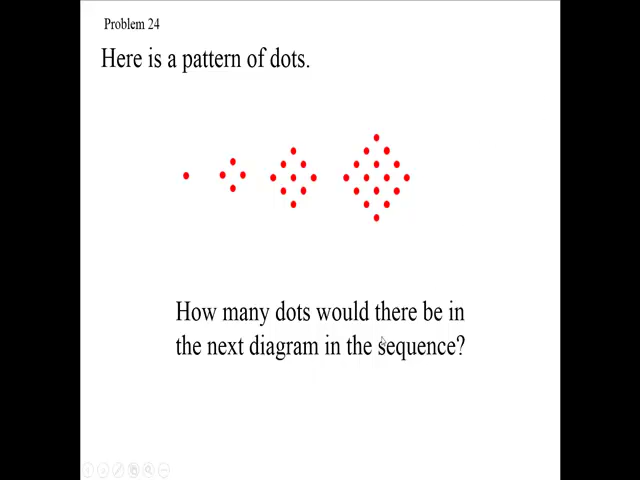 Problem 24
Here is a pattern of dots.
How many dots would there be in
the next diagram in the sequence?